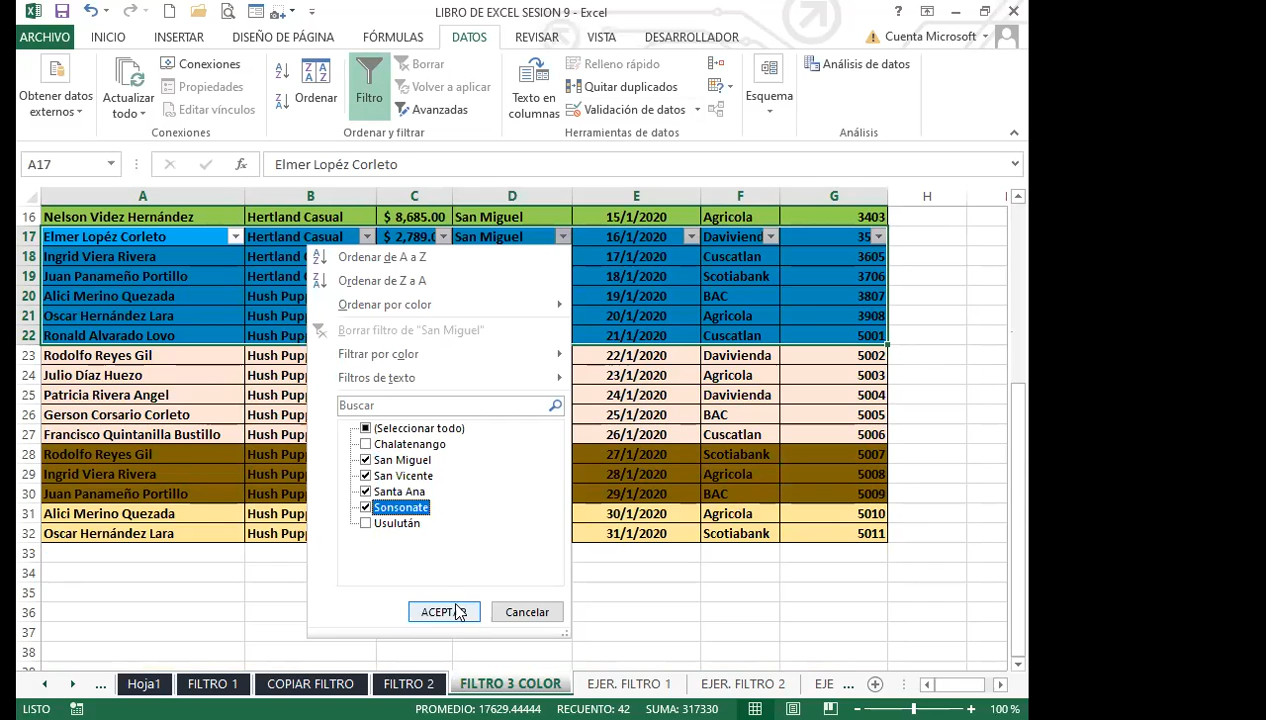 LIBRO DE EXCEL SESION 9 - Excel
ARCHIVO INICIO INSERTAR DISEÑO DE PÁGINA FÓRMULAS DATOS REVISAR VISTA DESARROLLADOR Cuenta Microsoft
Obtener datos externos
Actualizar todo
Conexiones
Propiedades
Editar vínculos
Conexiones
Ordenar
Filtro
Borrar
Volver a aplicar
Avanzadas
Ordenar y filtrar
Texto en columnas
Relleno rápido
Quitar duplicados
Validación de datos
Herramientas de datos
Esquema
Análisis de datos
Análisis
A17 fx Elmer Lopéz Corleto
A B C D E F G H I
16 Nelson Videz Hernández Hertland Casual $ 8,685.00 San Miguel 15/1/2020 Agricola 3403
17 Elmer Lopéz Corleto Hertland Casual $ 2,789.0 San Miguel 16/1/2020 Daviviend 35
18 Ingrid Viera Rivera Hertland 17/1/2020 Cuscatlan 3605
19 Juan Panameño Portillo Hertland 18/1/2020 Scotiabank 3706
20 Alici Merino Quezada Hush Pup 19/1/2020 BAC 3807
21 Oscar Hernández Lara Hush Pup 20/1/2020 Agricola 3908
22 Ronald Alvarado Lovo Hush Pup 21/1/2020 Cuscatlan 5001
23 Rodolfo Reyes Gil Hush Pup 22/1/2020 Davivienda 5002
24 Julio Díaz Huezo Hush Pup 23/1/2020 Agricola 5003
25 Patricia Rivera Angel Hush Pup 24/1/2020 Davivienda 5004
26 Gerson Corsario Corleto Hush Pup 25/1/2020 BAC 5005
27 Francisco Quintanilla Bustillo Hush Pup 26/1/2020 Cuscatlan 5006
28 Rodolfo Reyes Gil Hush Pup 27/1/2020 Scotiabank 5007
29 Ingrid Viera Rivera Hush Pup 28/1/2020 Agricola 5008
30 Juan Panameño Portillo Hush Pup 29/1/2020 BAC 5009
31 Alici Merino Quezada Hush Pup 30/1/2020 Agricola 5010
32 Oscar Hernández Lara Hush Pup 31/1/2020 Scotiabank 5011
33
34
35
36
37
38
Ordenar de A a Z
Ordenar de Z a A
Ordenar por color
Borrar filtro de "San Miguel"
Filtrar por color
Filtros de texto
Buscar
(Seleccionar todo)
Chalatenango
San Miguel
San Vicente
Santa Ana
Sonsonate
Usulután
Cancelar
... Hoja1 FILTRO 1 COPIAR FILTRO FILTRO 2 FILTRO 3 COLOR EJER. FILTRO 1 EJER. FILTRO 2 EJE ...
LISTO PROMEDIO: 17629.44444 RECUENTO: 42 SUMA: 317330 100 %